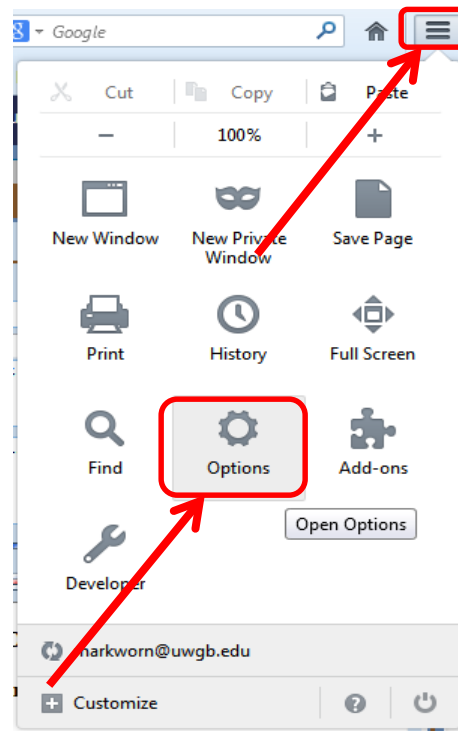 8 Google
Cut Copy Paste
− 100% +
New Window New Private Window Save Page
Print History Full Screen
Find Options Add-ons
Open Options
Developer
markworn@uwgb.edu
+ Customize ?